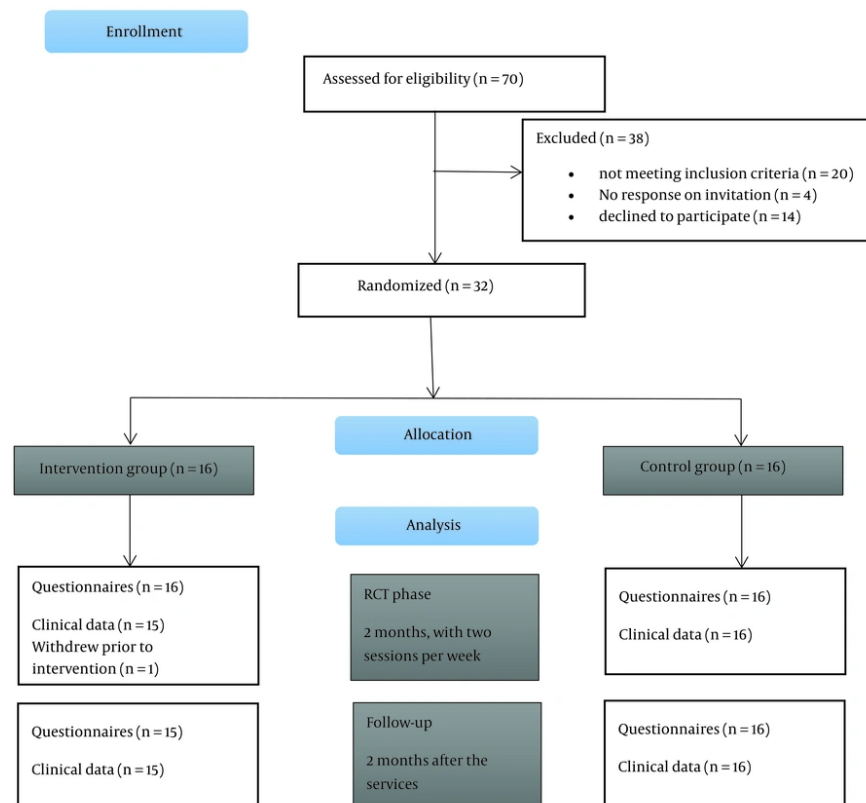 Enrollment
Assessed for eligibility (n = 70)
Excluded (n = 38)
• not meeting inclusion criteria (n = 20)
• No response on invitation (n = 4)
• declined to participate (n = 14)
Randomized (n = 32)
Allocation
Intervention group (n = 16)
Control group (n = 16)
Analysis
Questionnaires (n = 16)
Clinical data (n = 15)
Withdrew prior to
intervention (n = 1)
RCT phase
2 months, with two
sessions per week
Questionnaires (n = 16)
Clinical data (n = 16)
Questionnaires (n = 15)
Clinical data (n = 15)
Follow-up
2 months after the
services
Questionnaires (n = 16)
Clinical data (n = 16)